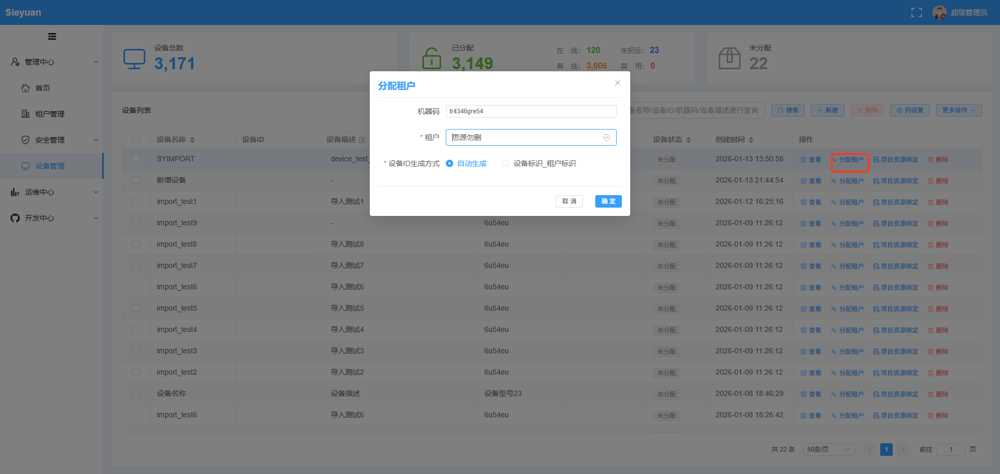 Sieyuan
超级管理员
管理中心
首页
租户管理
安全管理
设备管理
运维中心
开发中心
设备总数
3,171
已分配
3,149
在 线: 120 未投运: 23
离 线: 3,006 禁 用: 0
未分配
22
设备列表
名称/设备ID/机器码/设备描述进行查询 搜索 新建 删除 列设置 更多操作
设备名称 设备ID 设备描述 设备状态 创建时间 操作
SYIMPORT device_test_ 未分配 2026-01-13 13:50:58 查看 分配租户 项目资源绑定 删除
新增设备 - 未分配 2026-01-13 21:44:54 查看 分配租户 项目资源绑定 删除
import_test1 导入测试1 未分配 2026-01-12 16:25:16 查看 分配租户 项目资源绑定 删除
import_test9 - 6u54eu 未分配 2026-01-09 11:26:12 查看 分配租户 项目资源绑定 删除
import_test8 导入测试8 6u54eu 未分配 2026-01-09 11:26:12 查看 分配租户 项目资源绑定 删除
import_test7 导入测试7 6u54eu 未分配 2026-01-09 11:26:12 查看 分配租户 项目资源绑定 删除
import_test6 导入测试6 6u54eu 未分配 2026-01-09 11:26:12 查看 分配租户 项目资源绑定 删除
import_test5 导入测试5 6u54eu 未分配 2026-01-09 11:26:12 查看 分配租户 项目资源绑定 删除
import_test4 导入测试4 6u54eu 未分配 2026-01-09 11:26:12 查看 分配租户 项目资源绑定 删除
import_test3 导入测试3 6u54eu 未分配 2026-01-09 11:26:12 查看 分配租户 项目资源绑定 删除
import_test2 导入测试2 6u54eu 未分配 2026-01-09 11:26:12 查看 分配租户 项目资源绑定 删除
设备名称 设备描述 设备型号23 未分配 2026-01-08 18:46:29 查看 分配租户 项目资源绑定 删除
import_test6 导入测试6 6u54eu 未分配 2026-01-08 18:26:42 查看 分配租户 项目资源绑定 删除
共 22 条 50条/页 1 前往 1 页
分配租户
机器码 tr4346gre54
* 租户 思源勿删
* 设备ID生成方式 自动生成 设备标识_租户标识
取 消 确 定